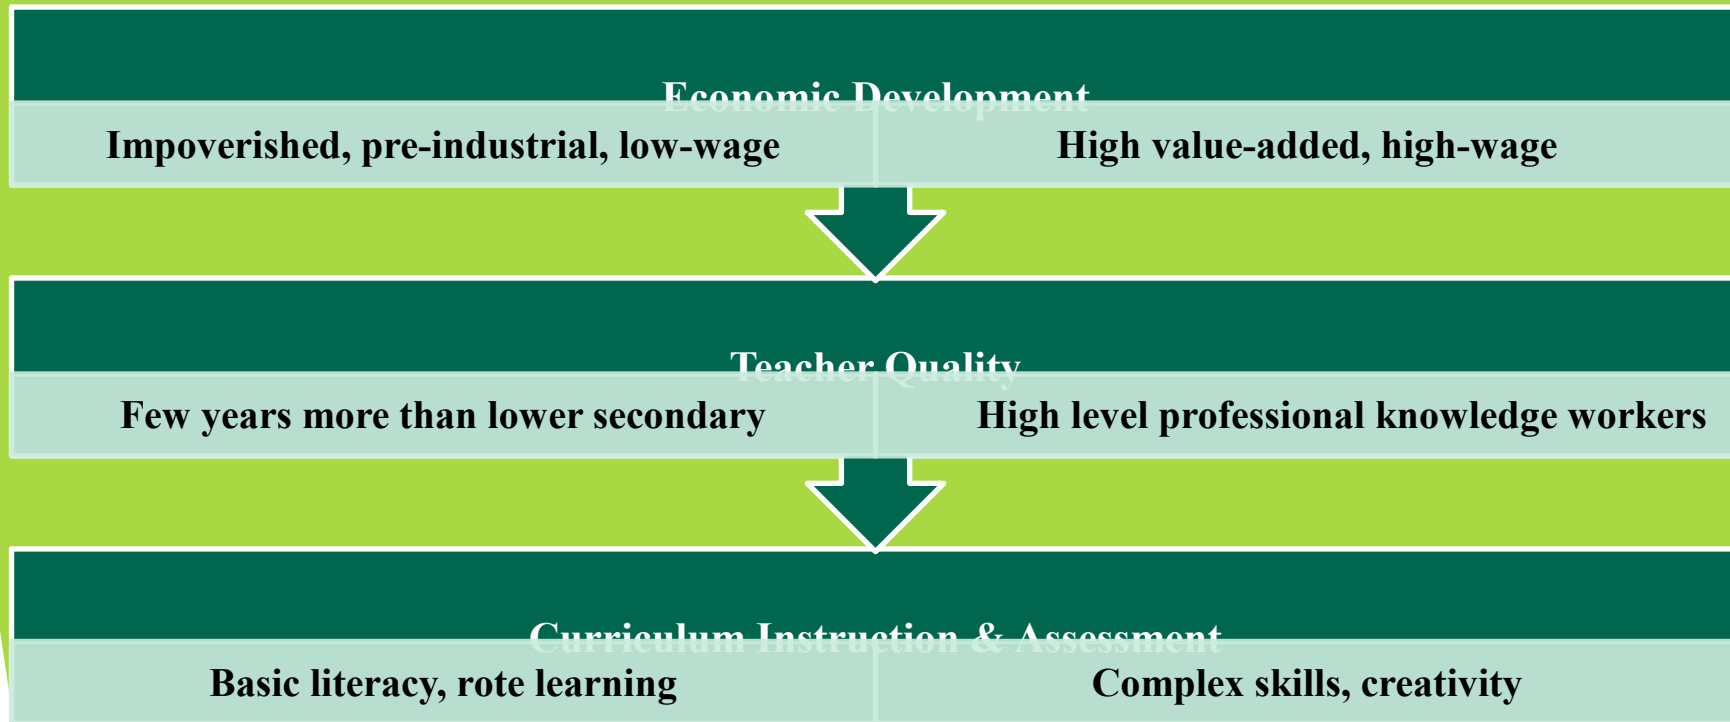 Economic Development
Impoverished, pre-industrial, low-wage
High value-added, high-wage
Teacher Quality
Few years more than lower secondary
High level professional knowledge workers
Curriculum Instruction & Assessment
Basic literacy, rote learning
Complex skills, creativity